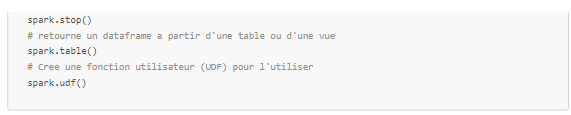 spark.stop()
# retourne un dataframe a partir d'une table ou d'une vue
spark.table()
# Cree une fonction utilisateur (UDF) pour l'utiliser
spark.udf()